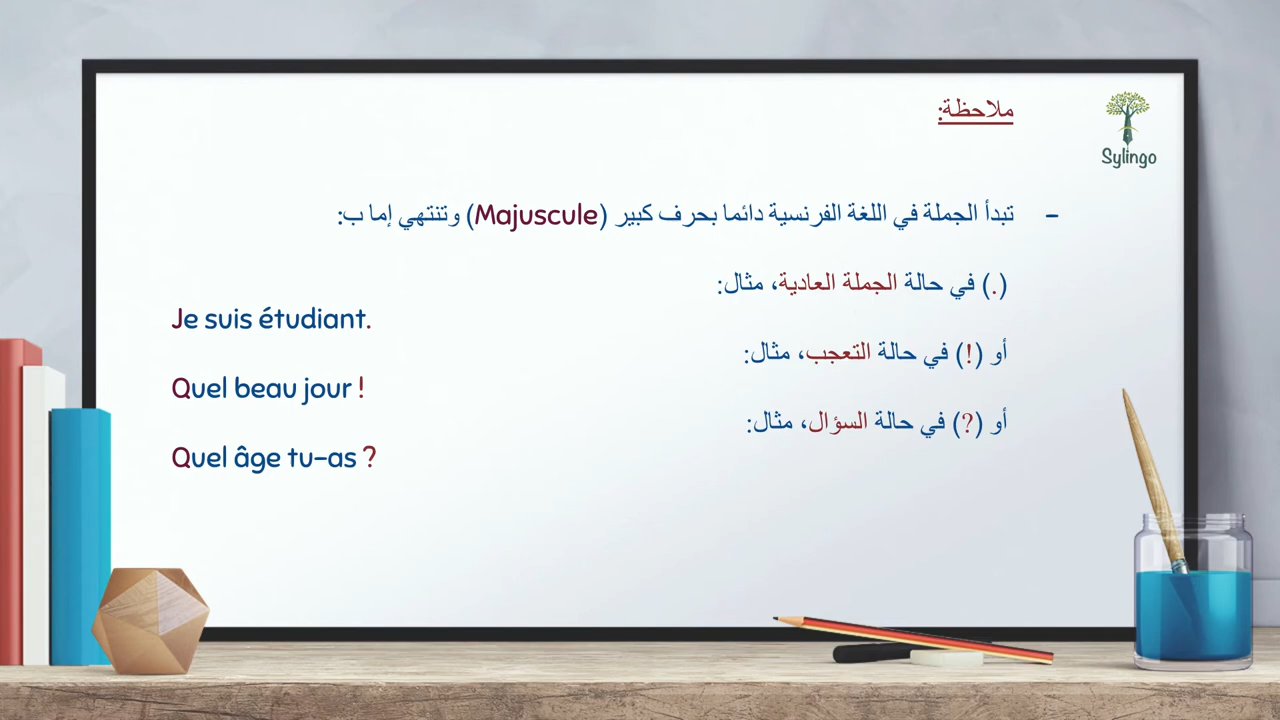 ملاحظة:
Sylingo
– تبدأ الجملة في اللغة الفرنسية دائما بحرف كبير (Majuscule) وتنتهي إما ب:
(.) في حالة الجملة العادية، مثال:
Je suis étudiant.
أو (!) في حالة التعجب، مثال:
Quel beau jour !
أو (?) في حالة السؤال، مثال:
Quel âge tu-as ?